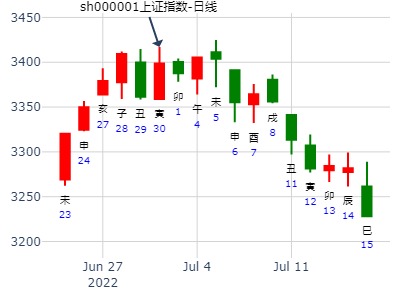 sh000001上证指数-日线
3450
3400
3350
3300
3250
3200
未
23
申
24
亥
27
子
28
丑
29
寅
30
卯
1
午
4
未
5
申
6
酉
7
戌
8
丑
11
寅
12
卯
13
辰
14
巳
15
Jun 27
2022
Jul 4
Jul 11